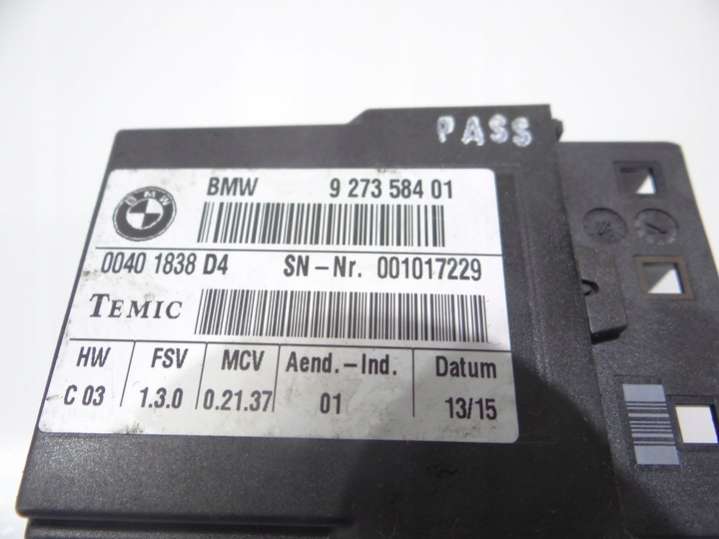 PASS
BMW 9 273 584 01
BMW
0040 1838 D4 SN-Nr. 001017229
TEMIC
HW FSV MCV Aend.-Ind. Datum
C 03 1.3.0 0.21.37 01 13/15